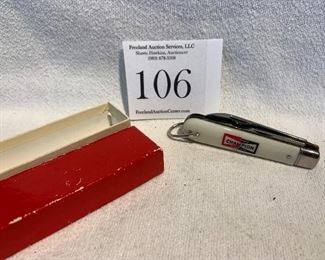 Freeland Auction Services, LLC
Shawn Hawkins, Auctioneer
106
FreelandAuctionCenter.com
CHAMPION